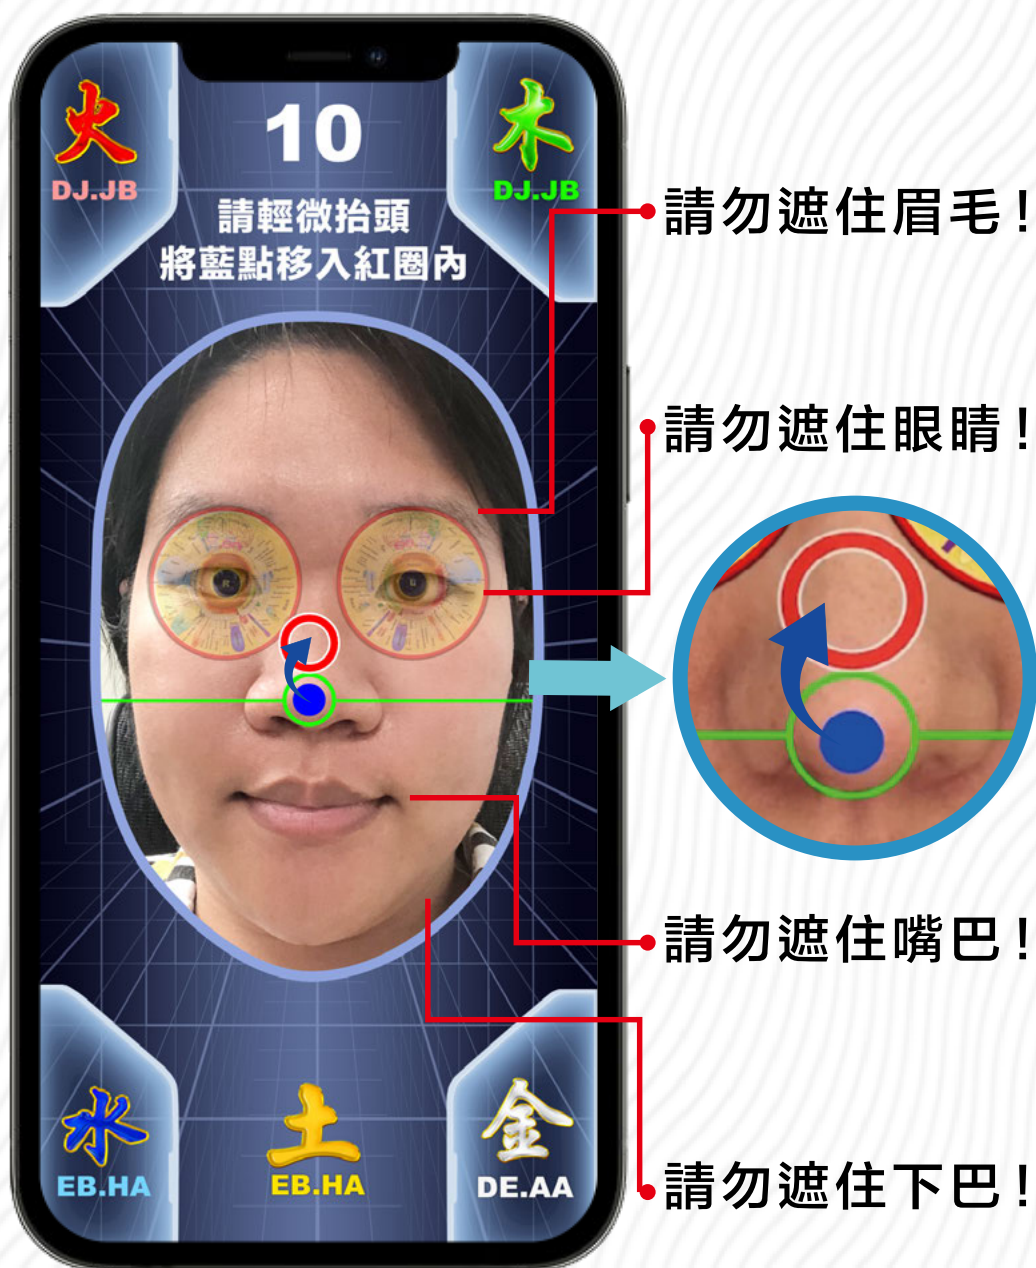 火
DJ.JB
10
木
DJ.JB
請輕微抬頭
將藍點移入紅圈內
請勿遮住眉毛!
請勿遮住眼睛!
請勿遮住嘴巴!
請勿遮住下巴!
水
EB.HA
土
EB.HA
金
DE.AA